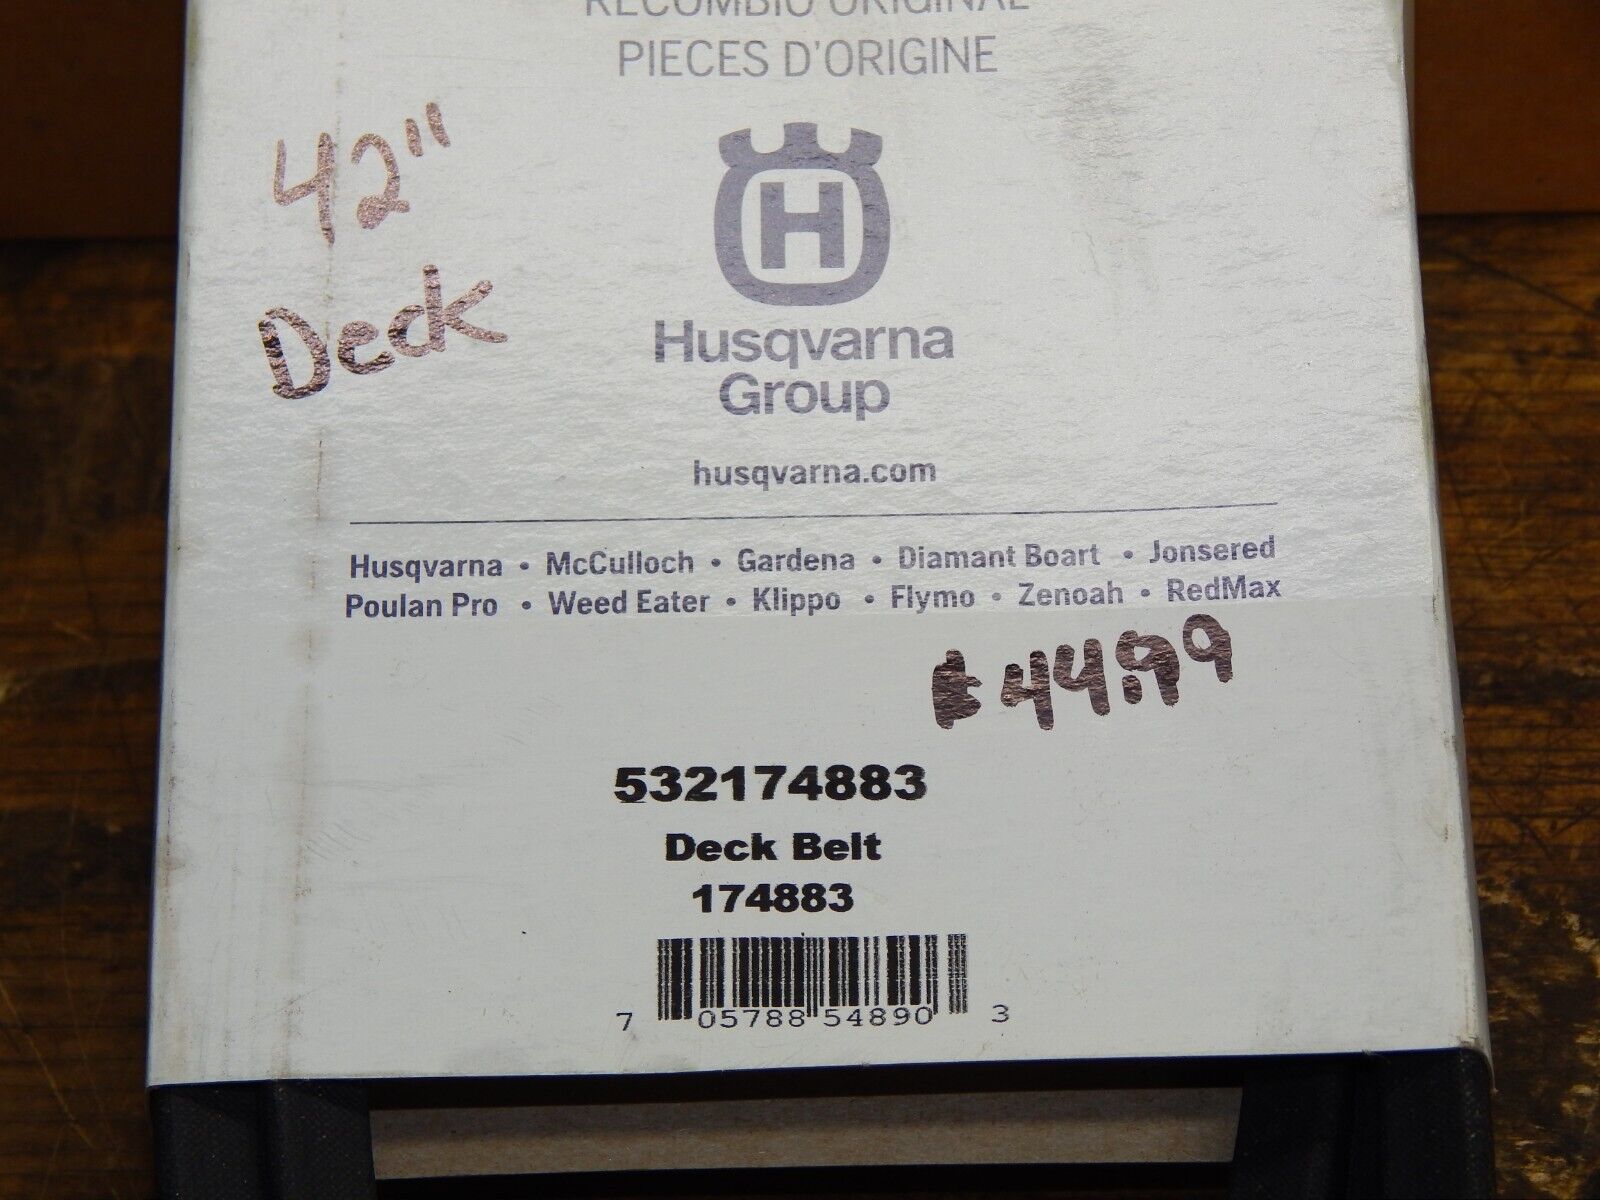 RECOMBIO ORIGINAL
PIECES D'ORIGINE
42"
Deck
H
Husqvarna
Group
husqvarna.com
Husqvarna • McCulloch • Gardena • Diamant Boart • Jonsered
Poulan Pro • Weed Eater • Klippo • Flymo • Zenoah • RedMax
$44.99
532174883
Deck Belt
174883
7 05788 54890 3